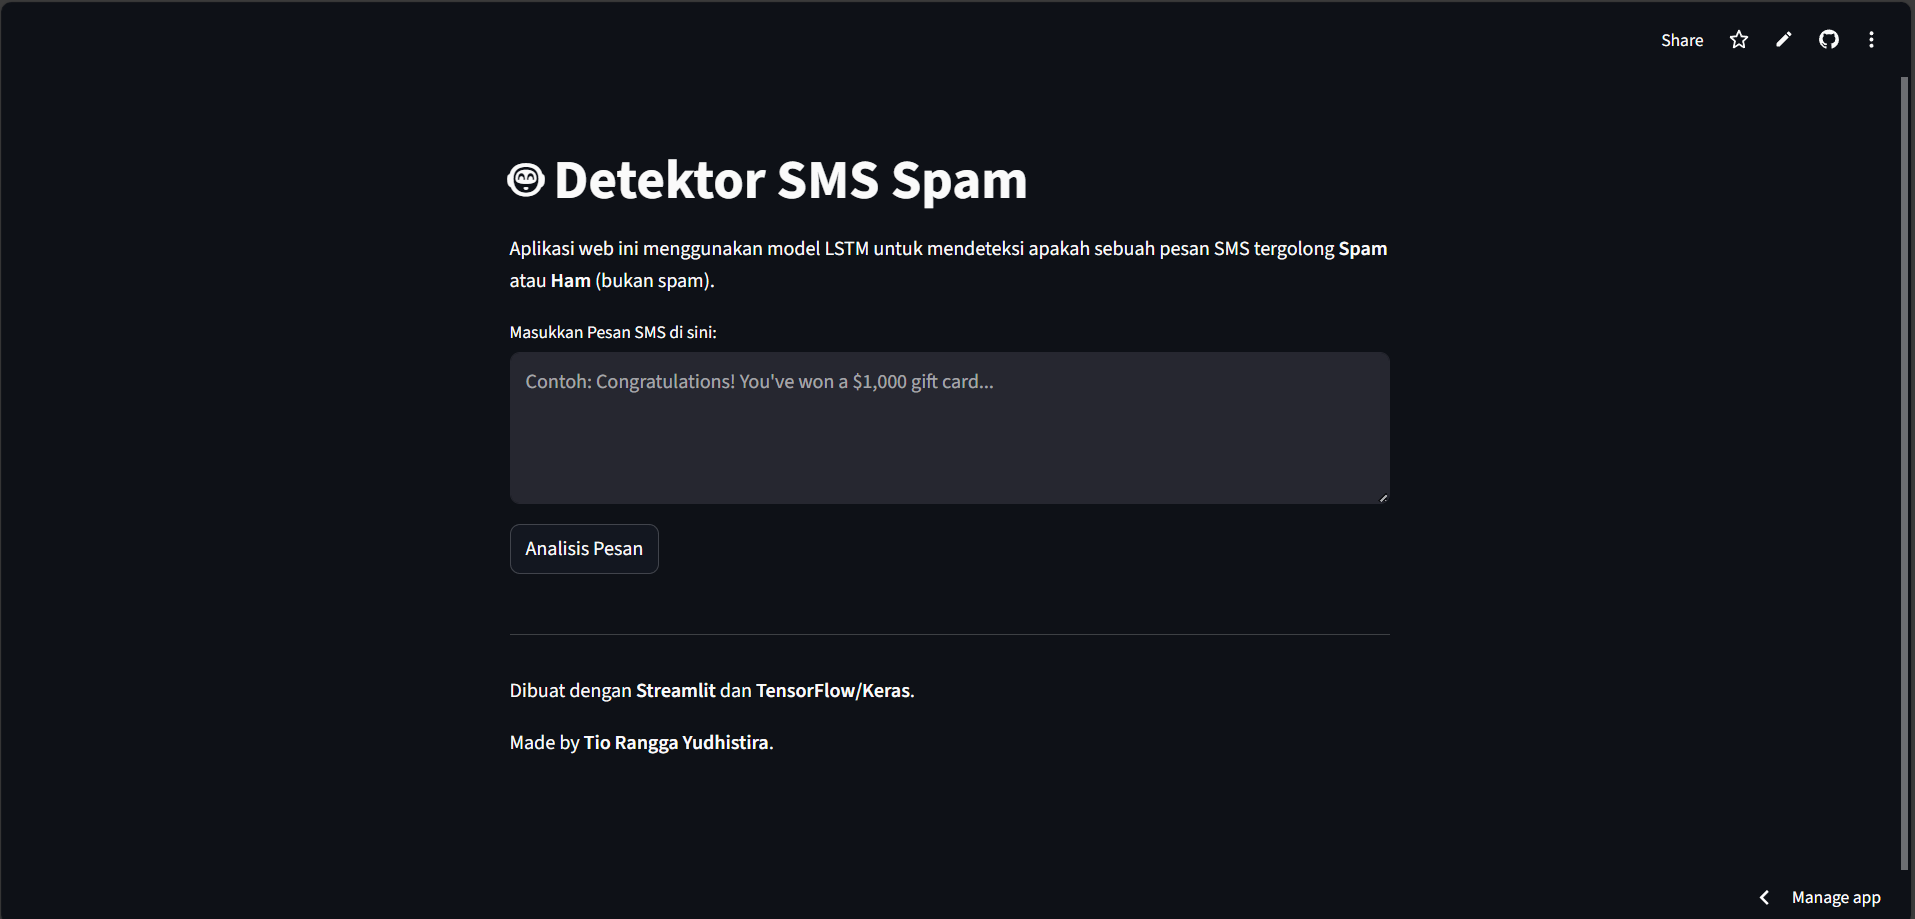 Share
Detektor SMS Spam
Aplikasi web ini menggunakan model LSTM untuk mendeteksi apakah sebuah pesan SMS tergolong Spam
atau Ham (bukan spam).
Masukkan Pesan SMS di sini:
Contoh: Congratulations! You've won a $1,000 gift card...
Analisis Pesan
Dibuat dengan Streamlit dan TensorFlow/Keras.
Made by Tio Rangga Yudhistira.
Manage app